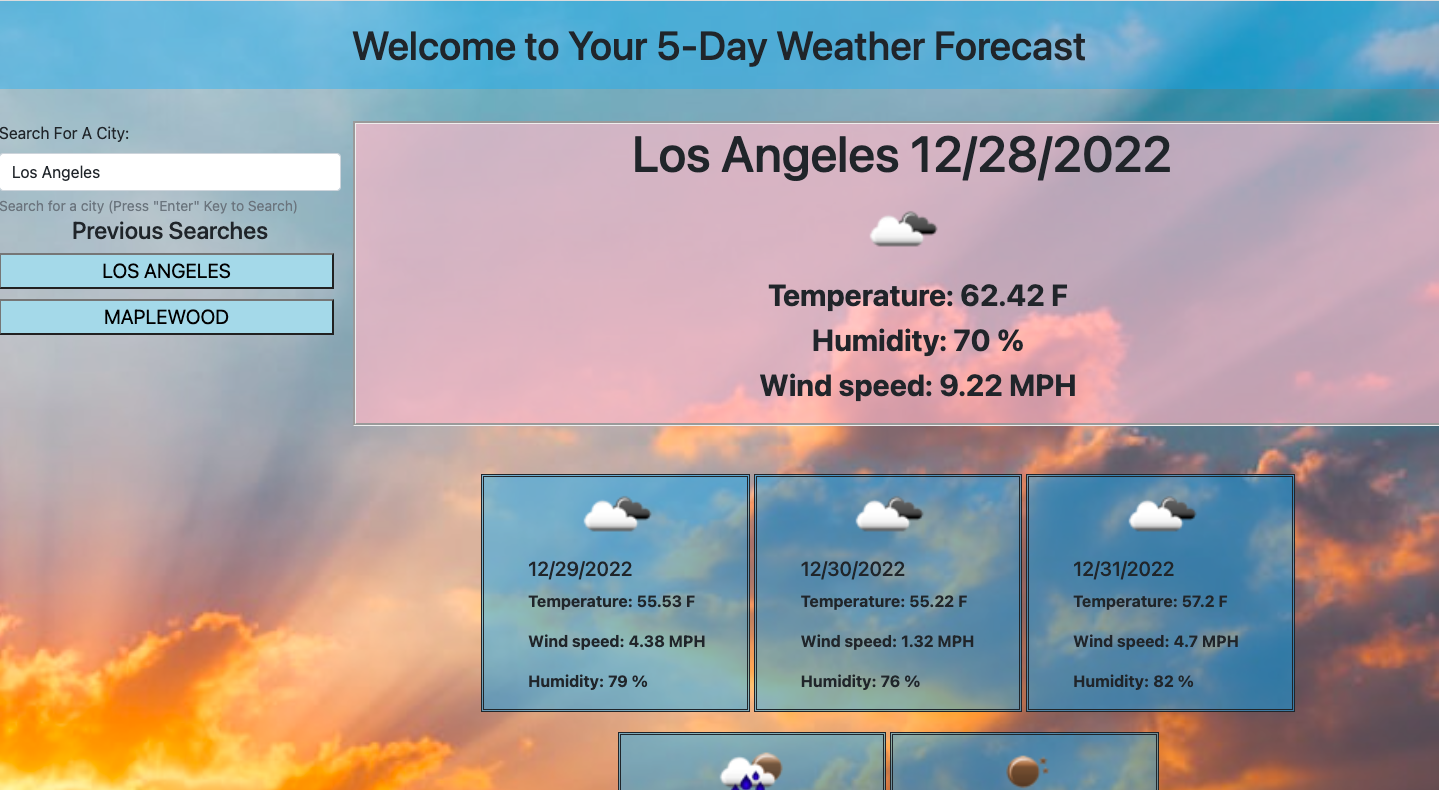 Welcome to Your 5-Day Weather Forecast
Search For A City:
Los Angeles
Search for a city (Press "Enter" Key to Search)
Previous Searches
LOS ANGELES
MAPLEWOOD
Los Angeles 12/28/2022
Temperature: 62.42 F
Humidity: 70 %
Wind speed: 9.22 MPH
12/29/2022
Temperature: 55.53 F
Wind speed: 4.38 MPH
Humidity: 79 %
12/30/2022
Temperature: 55.22 F
Wind speed: 1.32 MPH
Humidity: 76 %
12/31/2022
Temperature: 57.2 F
Wind speed: 4.7 MPH
Humidity: 82 %